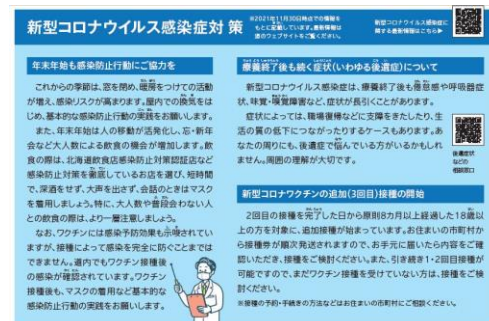 新型コロナウイルス感染症対策
※2021年11月30日時点での情報を
もとに記載しています。最新情報は
道のウェブサイトをご覧ください。
新型コロナウイルス感染症に
関する最新情報はこちら▶
年末年始も感染防止行動にご協力を
これからの季節は、窓を閉め、暖房をつけての活動
が増え、感染リスクが高まります。屋内での換気をは
じめ、基本的な感染防止行動の実践をお願いします。
また、年末年始は人の移動が活発化し、忘・新年
会など大人数による飲食の機会が増加します。飲
食の際は、北海道飲食店感染防止対策認証店など
感染防止対策を徹底しているお店を選び、短時間
で、深酒をせず、大声を出さず、会話のときはマスク
を着用しましょう。特に、大人数や普段会わない人
との飲食の際は、より一層注意しましょう。
なお、ワクチンには感染予防効果も示唆されてい
ますが、接種によって感染を完全に防ぐことまでは
できません。道内でもワクチン接種後
の感染が確認されています。ワクチン
接種後も、マスクの着用など基本的な
感染防止行動の実践をお願いします。
療養終了後も続く症状(いわゆる後遺症)について
新型コロナウイルス感染症は、療養終了後も倦怠感や呼吸器症
状、味覚・嗅覚障害など、症状が長引くことがあります。
症状によっては、職場復帰などに支障をきたしたり、生
活の質の低下につながったりするケースもあります。あ
なたの周りにも、後遺症で悩んでいる方がいるかもしれ
ません。周囲の理解が大切です。
後遺症状
などの
相談窓口
新型コロナワクチンの追加(3回目)接種の開始
2回目の接種を完了した日から原則8カ月以上経過した18歳以
上の方を対象に、追加接種が始まっています。お住まいの市町村か
ら接種券が順次発送されますので、お手元に届いたら内容をご確
認いただき、接種をご検討ください。また、引き続き1・2回目接種が
可能ですので、まだワクチン接種を受けていない方は、接種をご検
討ください。
※接種の予約・手続きの方法などはお住まいの市町村にご相談ください。